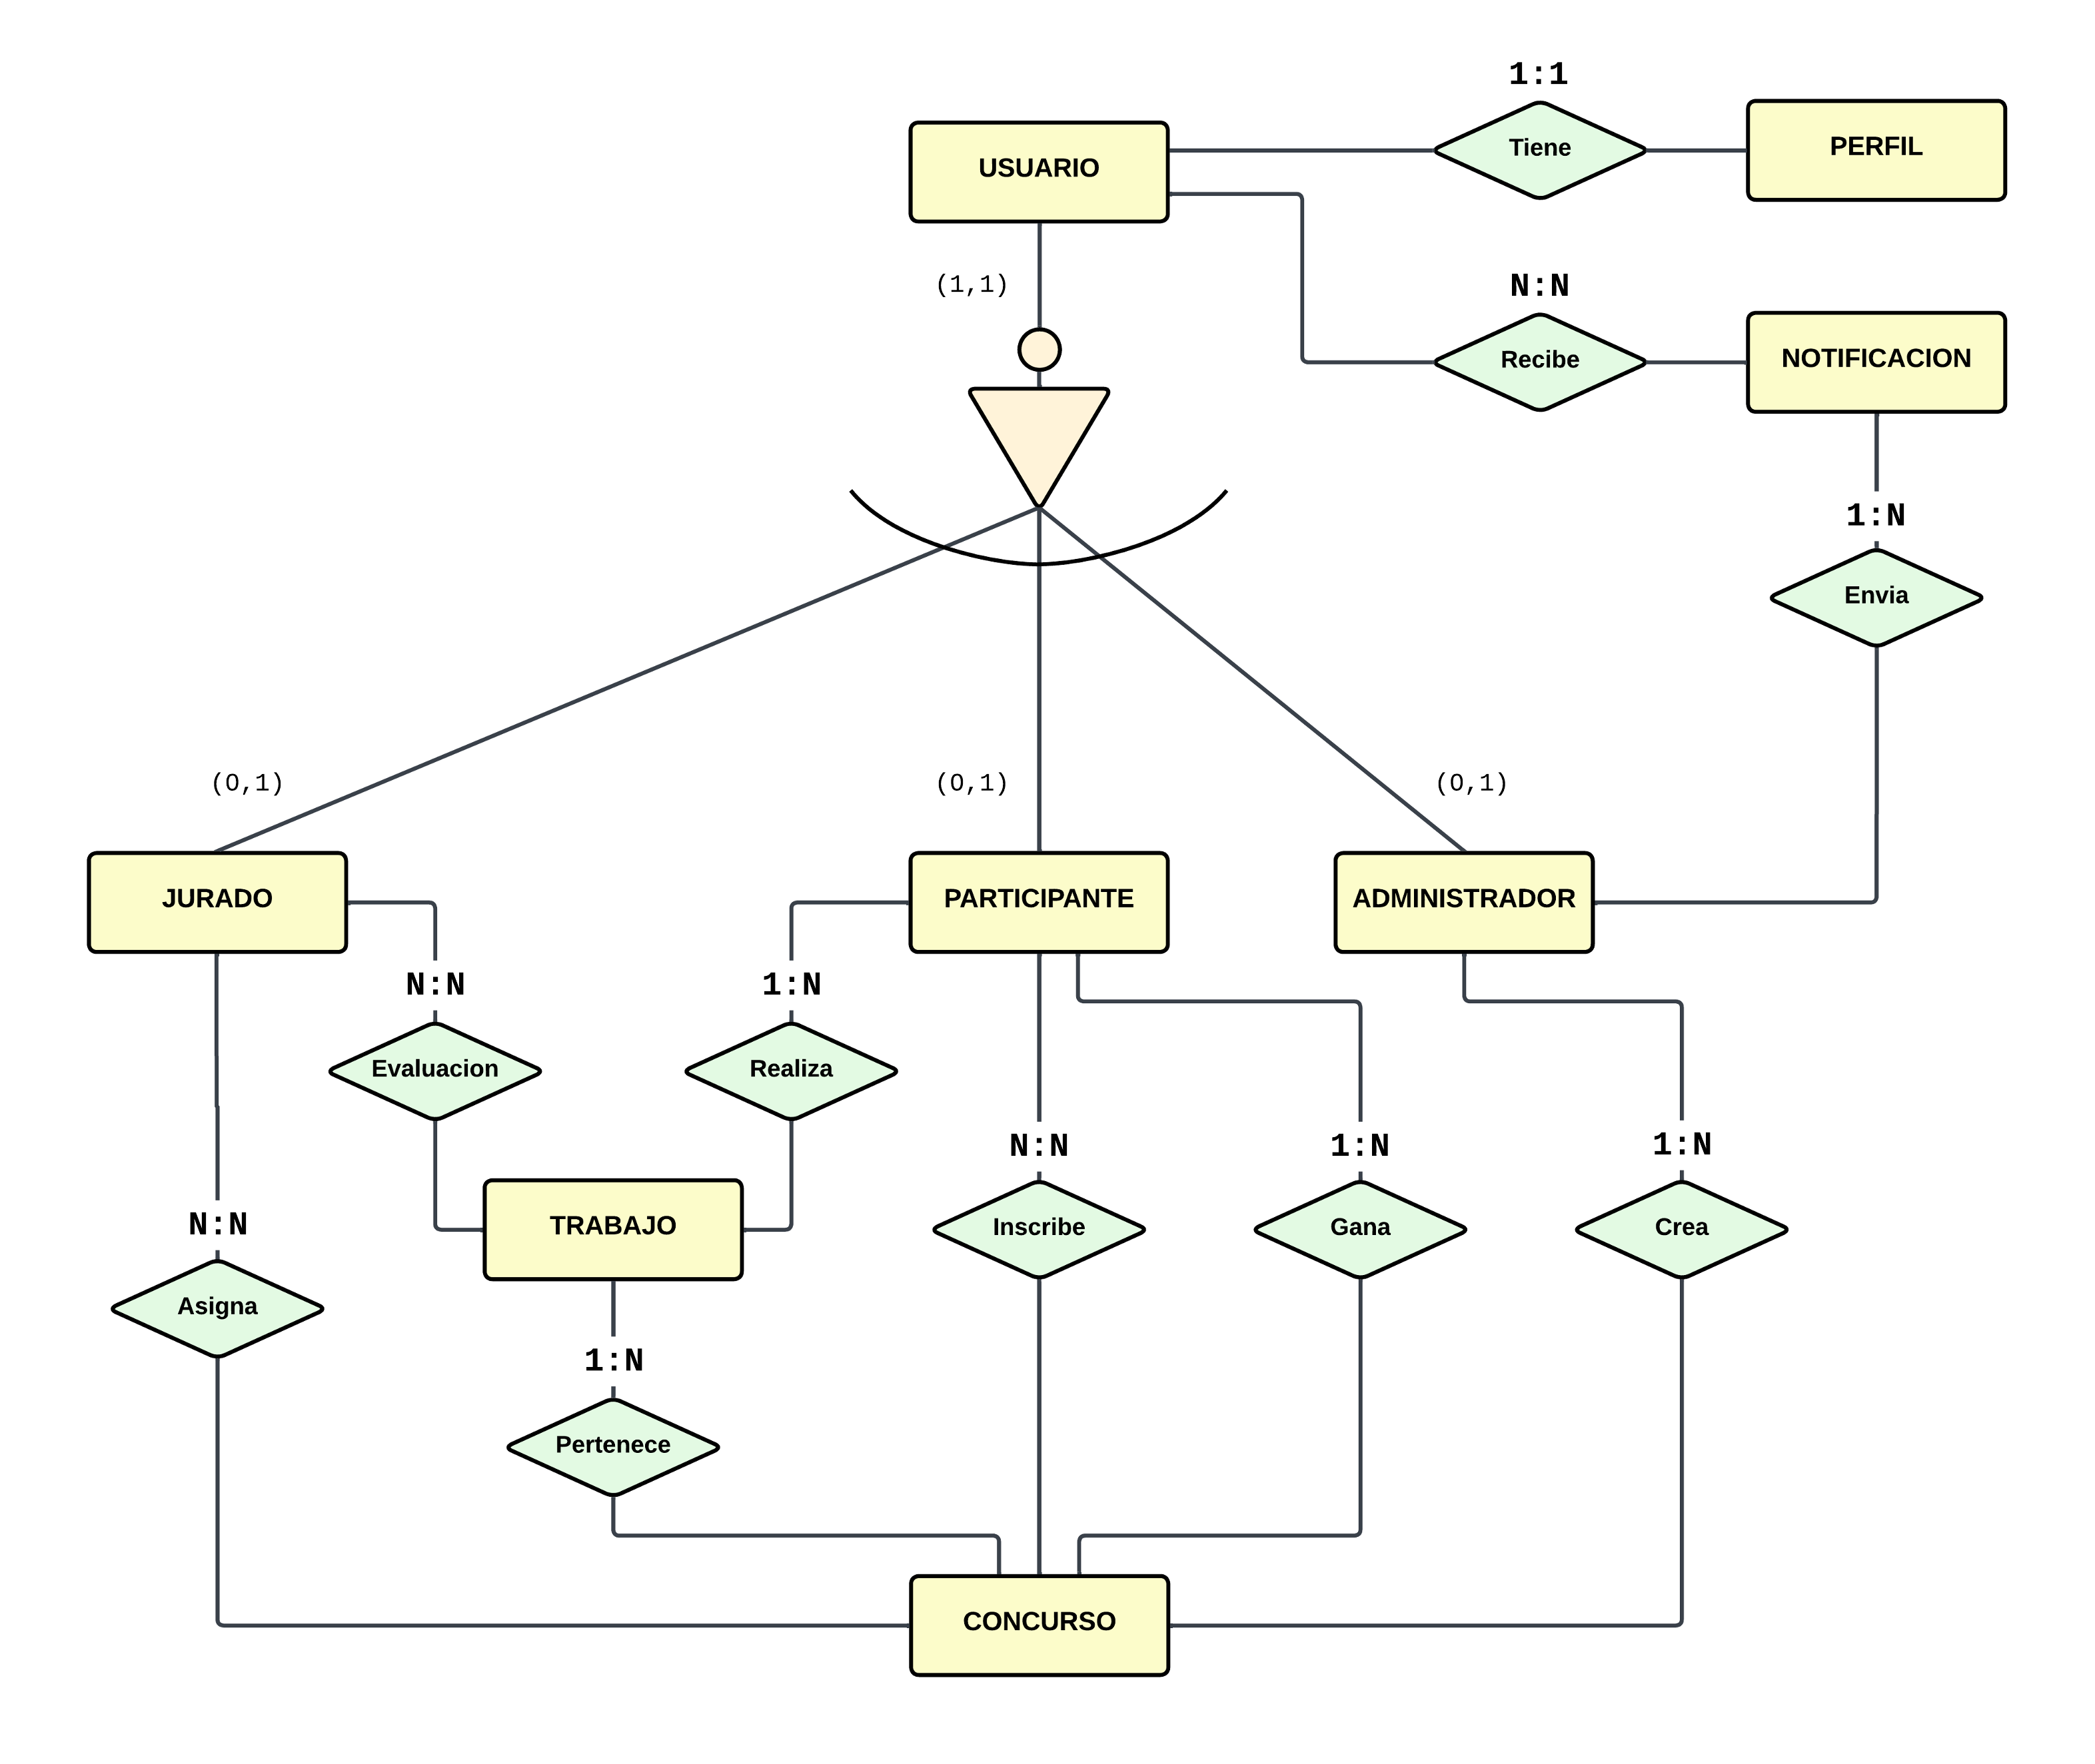 1:1
USUARIO
Tiene
PERFIL
(1,1)
N:N
Recibe
NOTIFICACION
1:N
Envia
(0,1)
(0,1)
(0,1)
JURADO
PARTICIPANTE
ADMINISTRADOR
N:N
1:N
Evaluacion
Realiza
N:N
1:N
1:N
N:N
TRABAJO
Inscribe
Gana
Crea
Asigna
1:N
Pertenece
CONCURSO